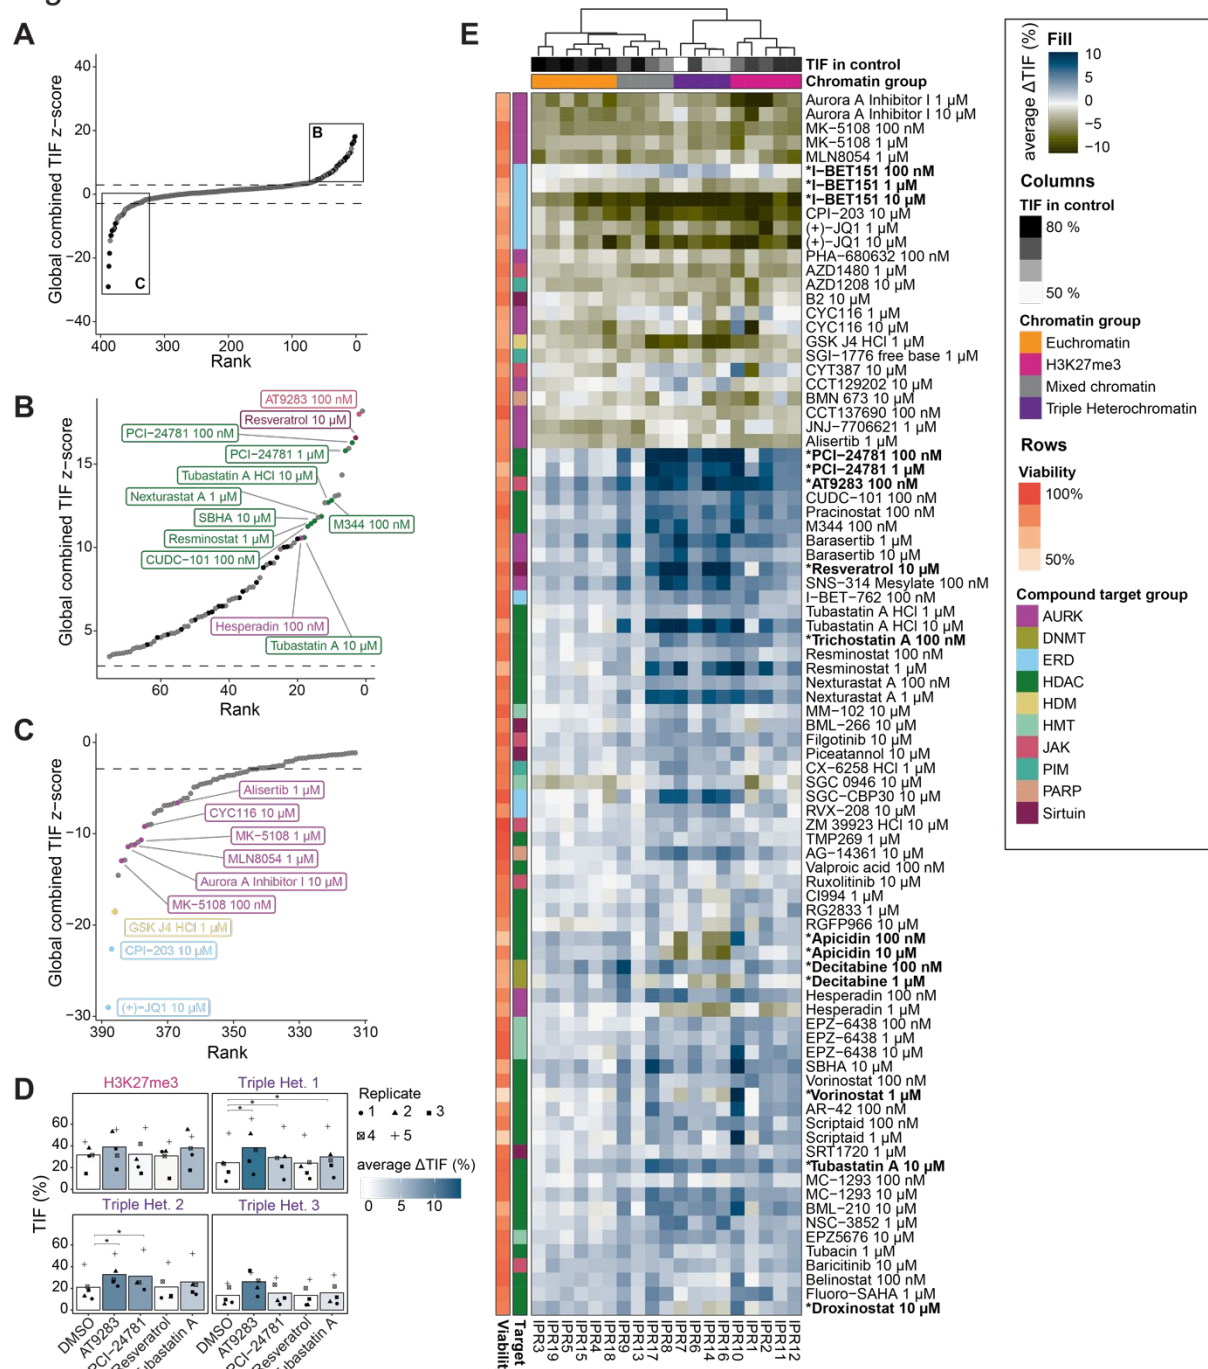 A
Global combined TIF z-score
40
20
0
−20
−40
B
C
400
300
200
100
0
Rank
B
Global combined TIF z-score
15
10
5
AT9283 100 nM
Resveratrol 10 µM
PCI−24781 100 nM
PCI−24781 1 µM
Tubastatin A HCl 10 µM
Nexturastat A 1 µM
SBHA 10 µM
M344 100 nM
Resminostat 1 µM
CUDC−101 100 nM
Hesperadin 100 nM
Tubastatin A 10 µM
60
40
20
0
Rank
C
Global combined TIF z-score
0
−10
−20
−30
Alisertib 1 µM
CYC116 10 µM
MK−5108 1 µM
MLN8054 1 µM
Aurora A Inhibitor I 10 µM
MK−5108 100 nM
GSK J4 HCl 1 µM
CPI−203 10 µM
(+)−JQ1 10 µM
390
370
350
330
310
Rank
D
H3K27me3
Triple Het. 1
Triple Het. 2
Triple Het. 3
TIF (%)
60
40
20
0
60
40
20
0
* * *
* *
DMSO
AT9283
PCI−24781
Resveratrol
Tubastatin A
DMSO
AT9283
PCI−24781
Resveratrol
Tubastatin A
Replicate
1 2 3
4 5
average ΔTIF (%)
0 5 10
E
TIF in control
Chromatin group
Aurora A Inhibitor I 1 µM
Aurora A Inhibitor I 10 µM
MK−5108 100 nM
MK−5108 1 µM
MLN8054 1 µM
*I−BET151 100 nM
*I−BET151 1 µM
*I−BET151 10 µM
CPI−203 10 µM
(+)−JQ1 1 µM
(+)−JQ1 10 µM
PHA−680632 100 nM
AZD1480 1 µM
AZD1208 10 µM
B2 10 µM
CYC116 1 µM
CYC116 10 µM
GSK J4 HCl 1 µM
SGI−1776 free base 1 µM
CYT387 10 µM
CCT129202 10 µM
BMN 673 10 µM
CCT137690 100 nM
JNJ−7706621 1 µM
Alisertib 1 µM
*PCI−24781 100 nM
*PCI−24781 1 µM
*AT9283 100 nM
CUDC−101 100 nM
Pracinostat 100 nM
M344 100 nM
Barasertib 1 µM
Barasertib 10 µM
*Resveratrol 10 µM
SNS−314 Mesylate 100 nM
I−BET−762 100 nM
Tubastatin A HCl 1 µM
Tubastatin A HCl 10 µM
*Trichostatin A 100 nM
Resminostat 100 nM
Resminostat 1 µM
Nexturastat A 100 nM
Nexturastat A 1 µM
MM−102 10 µM
BML−266 10 µM
Filgotinib 10 µM
Piceatannol 10 µM
CX−6258 HCl 1 µM
SGC 0946 10 µM
SGC−CBP30 10 µM
RVX−208 10 µM
ZM 39923 HCl 10 µM
TMP269 1 µM
AG−14361 10 µM
Valproic acid 100 nM
Ruxolitinib 10 µM
CI994 1 µM
RG2833 1 µM
RGFP966 10 µM
*Apicidin 100 nM
*Apicidin 10 µM
*Decitabine 100 nM
*Decitabine 1 µM
Hesperadin 100 nM
Hesperadin 1 µM
EPZ−6438 100 nM
EPZ−6438 1 µM
EPZ−6438 10 µM
SBHA 10 µM
Vorinostat 100 nM
*Vorinostat 1 µM
AR−42 100 nM
Scriptaid 100 nM
Scriptaid 1 µM
SRT1720 1 µM
*Tubastatin A 10 µM
MC−1293 100 nM
MC−1293 10 µM
BML−210 10 µM
NSC−3852 1 µM
EPZ5676 10 µM
Tubacin 1 µM
Baricitinib 10 µM
Belinostat 100 nM
Fluoro−SAHA 1 µM
*Droxinostat 10 µM
Viability
Target
IPR3
IPR19
IPR5
IPR15
IPR4
IPR18
IPR9
IPR13
IPR17
IPR8
IPR7
IPR6
IPR14
IPR16
IPR10
IPR1
IPR2
IPR11
IPR12
Fill
average ΔTIF (%)
10
5
0
−5
−10
Columns
TIF in control
80 %
50 %
Chromatin group
Euchromatin
H3K27me3
Mixed chromatin
Triple Heterochromatin
Rows
Viability
100%
50%
Compound target group
AURK
DNMT
ERD
HDAC
HDM
HMT
JAK
PIM
PARP
Sirtuin